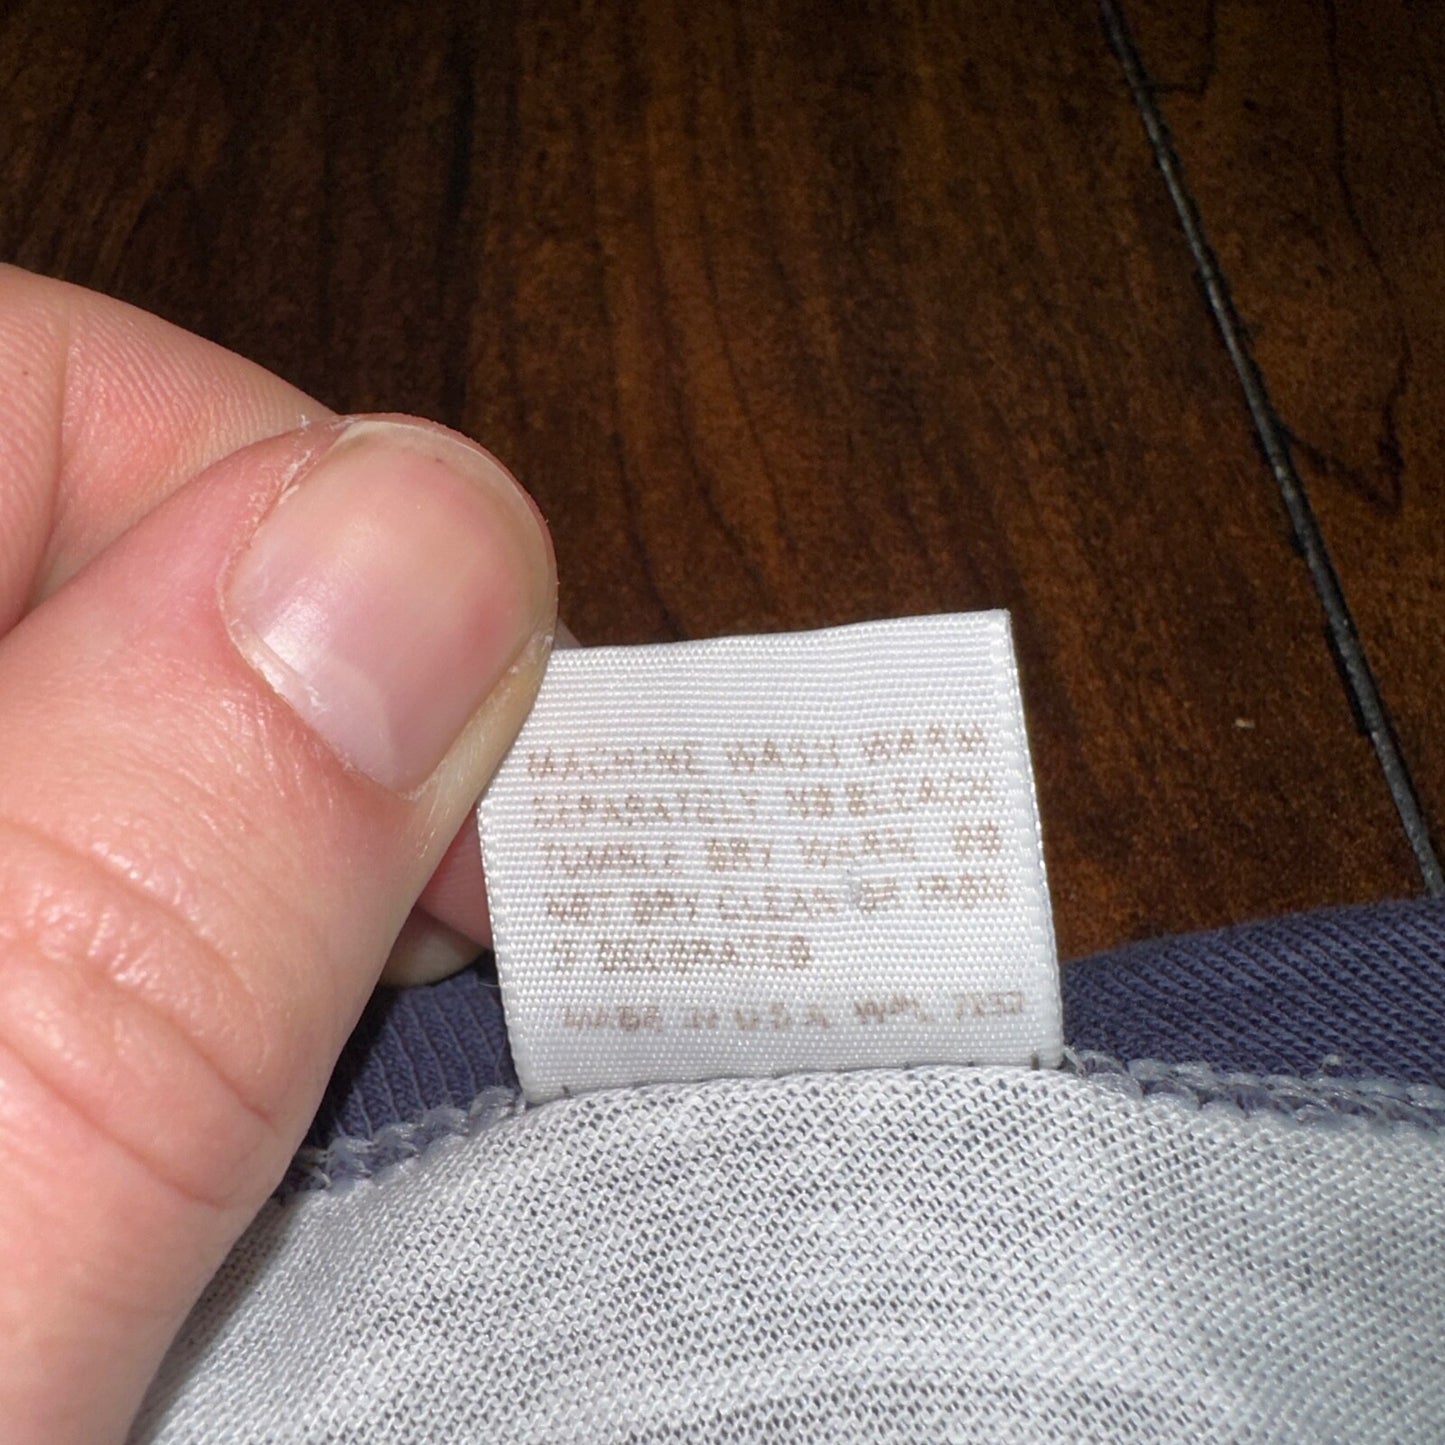 MACHINE WASH WARM
SEPARATELY NO BLEACH
TUMBLE DRY WARM DO
NOT DRY CLEAN OR IRON
IF DECORATED
MADE IN U.S.A. WPL